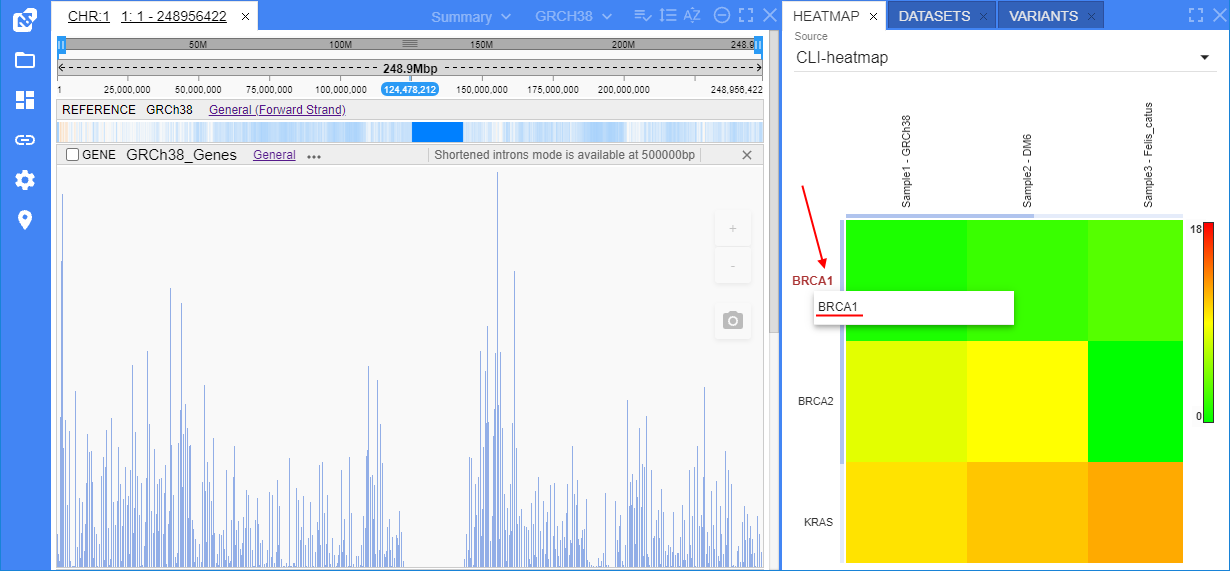 CHR:1 1: 1 - 248956422
Summary GRCH38
50M 100M 150M 200M 248.9
248.9Mbp
1 25,000,000 50,000,000 75,000,000 100,000,000 124,478,212 150,000,000 175,000,000 200,000,000 248,956,422
REFERENCE GRCh38 General (Forward Strand)
GENE GRCh38_Genes General ... Shortened introns mode is available at 500000bp
+
-
HEATMAP DATASETS VARIANTS
Source
CLI-heatmap
Sample1 - GRCh38
Sample2 - DM6
Sample3 - Felis_catus
18
BRCA1
BRCA1
BRCA2
0
KRAS